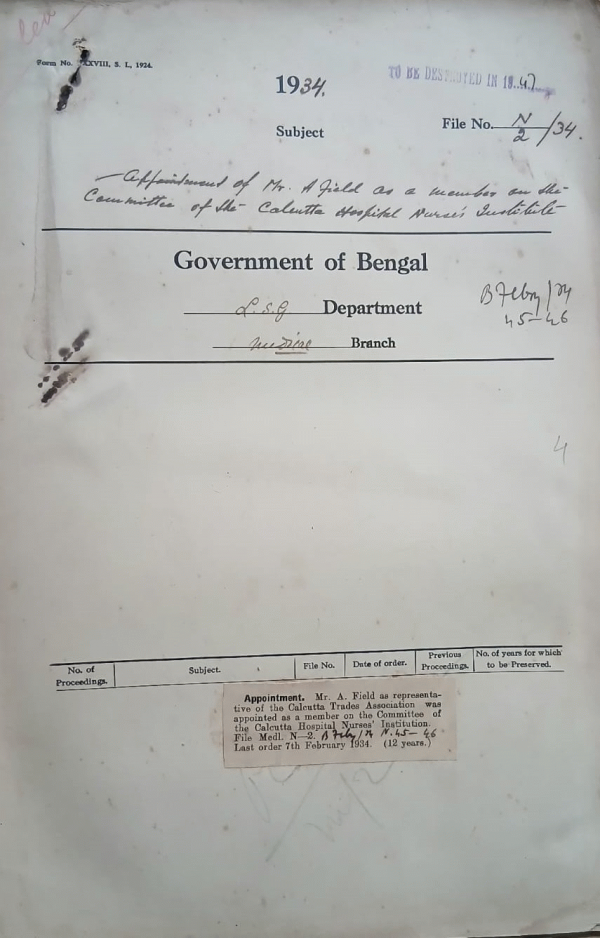 Form No. XXVIII, S. I., 1924.
TO BE DESTROYED IN 19.47
1934.
Subject
File No. N/2/34.
Appointment of Mr. A Field as a member on the
Committee of the Calcutta Hospital Nurses Institute
Government of Bengal
L.S.G Department
Branch
B Febry/34
45-46
4
No. of Proceedings.
Subject.
File No.
Date of order.
Previous Proceedings.
No. of years for which to be Preserved.
Appointment. Mr. A. Field as representa-
tive of the Calcutta Trades Association was
appointed as a member on the Committee of
the Calcutta Hospital Nurses' Institution.
File Medl. N—2. B Feby/34 N. 45-46
Last order 7th February 1934. (12 years.)